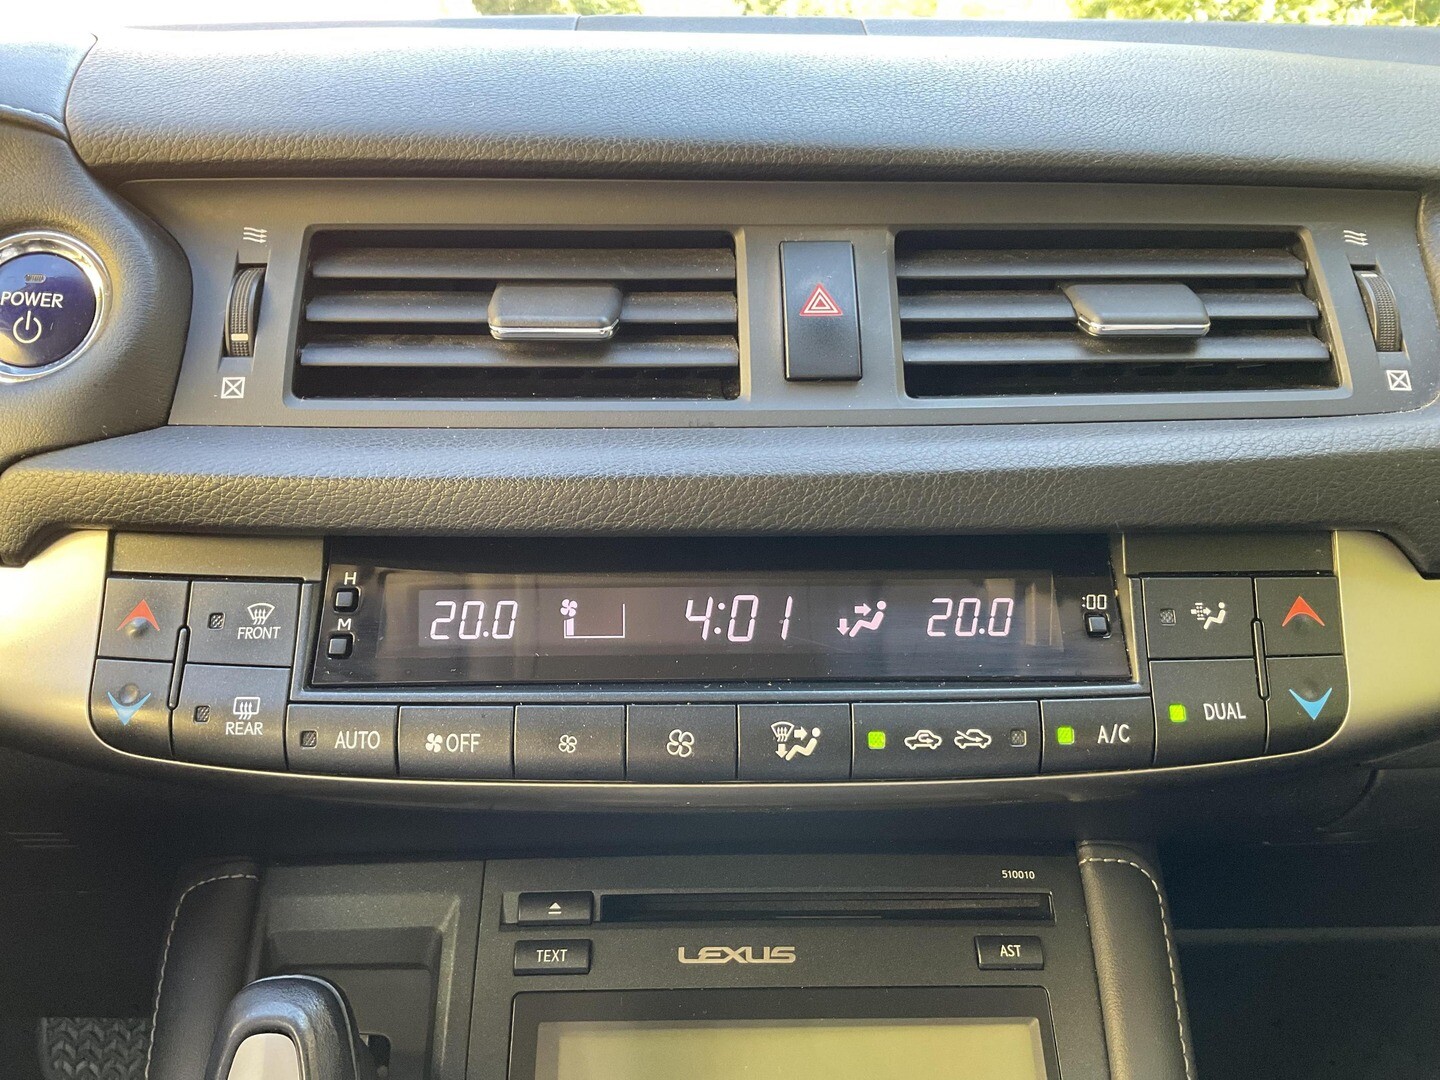 POWER
H
M
20.0 4:01 20.0
:00
FRONT
REAR
AUTO
OFF
A/C
DUAL
510010
TEXT
LEXUS
AST